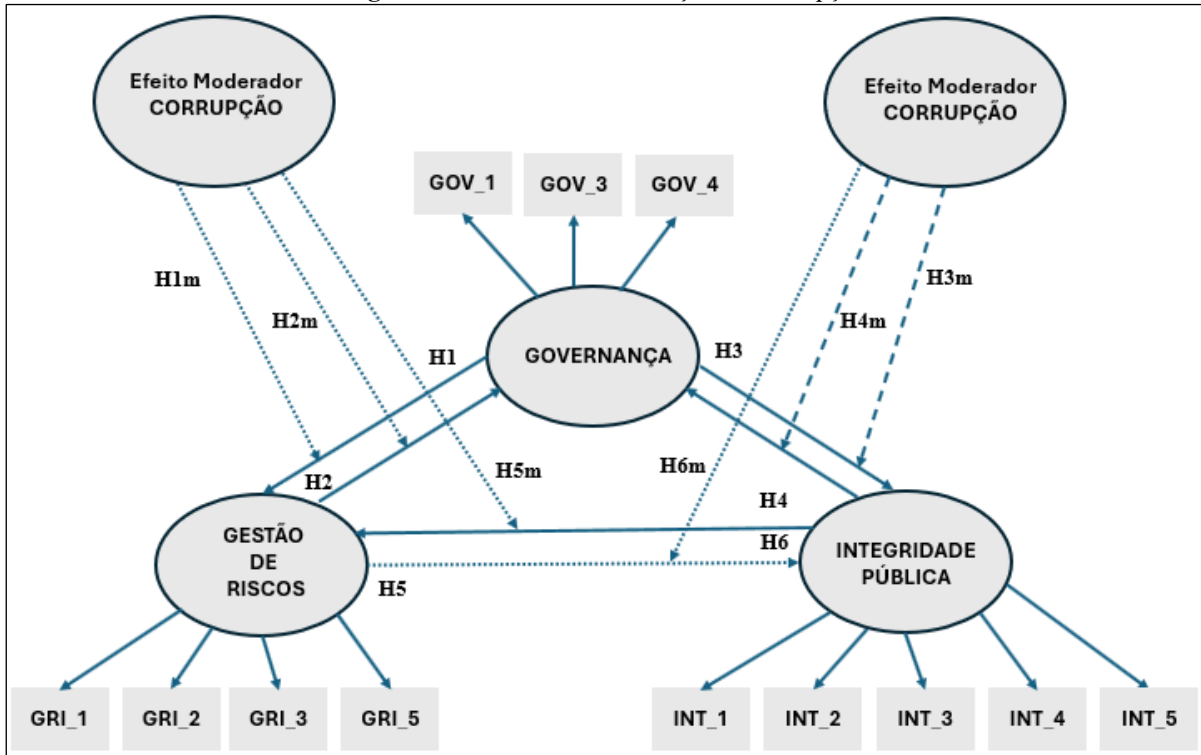 Efeito Moderador
CORRUPÇÃO
Efeito Moderador
CORRUPÇÃO
GOV_1
GOV_3
GOV_4
H1m
H2m
H3m
H4m
H1
GOVERNANÇA
H3
H2
H5m
H6m
H4
GESTÃO
DE
RISCOS
H5
H6
INTEGRIDADE
PÚBLICA
GRI_1
GRI_2
GRI_3
GRI_5
INT_1
INT_2
INT_3
INT_4
INT_5